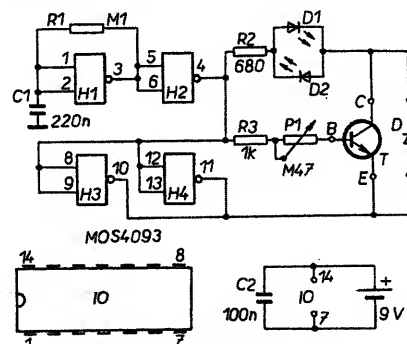 R1 M1
D1
1 3 5 4 R2
2 6 680
C1 H1 H2 D2
220n
C
R3 P1 B D
8 10 12 11 1k T
9 13 M47 E
H3 H4
MOS4093
14 8
IO
1 7
C2 14 +
100n IO
7 9V